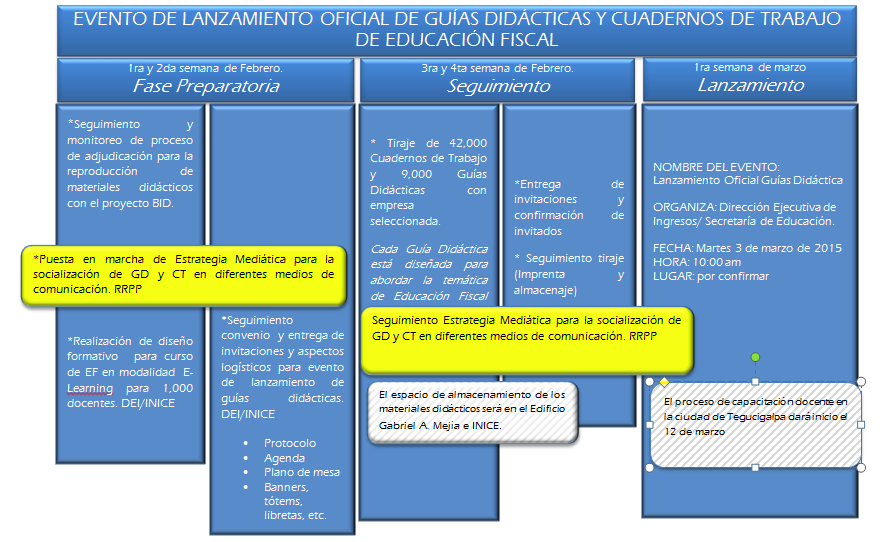 EVENTO DE LANZAMIENTO OFICIAL DE GUÍAS DIDÁCTICAS Y CUADERNOS DE TRABAJO
DE EDUCACIÓN FISCAL
1ra y 2da semana de Febrero.
Fase Preparatoria
*Seguimiento y
monitoreo de proceso
de adjudicación para la
reproducción de
materiales didácticos
con el proyecto BID.
*Puesta en marcha de Estrategia Mediática para la
socialización de GD y CT en diferentes medios de
comunicación. RRPP
*Realización de diseño
formativo para curso
de EF en modalidad E-
Learning para 1,000
docentes. DEI/INICE
*Seguimiento
convenio y entrega de
invitaciones y aspectos
logísticos para evento
de lanzamiento de
guías didácticas.
DEI/INICE
• Protocolo
• Agenda
• Plano de mesa
• Banners,
tótems,
libretas, etc.
3ra y 4ta semana de Febrero.
Seguimiento
* Tiraje de 42,000
Cuadernos de Trabajo
y 9,000 Guías
Didácticas con
empresa
seleccionada.
Cada Guía Didáctica
está diseñada para
abordar la temática
de Educación Fiscal
*Entrega de
invitaciones y
confirmación de
invitados
* Seguimiento tiraje
(Imprenta y
almacenaje)
Seguimiento Estrategia Mediática para la socialización de
GD y CT en diferentes medios de comunicación. RRPP
El espacio de almacenamiento de los
materiales didácticos será en el Edificio
Gabriel A. Mejia e INICE.
1ra semana de marzo
Lanzamiento
NOMBRE DEL EVENTO:
Lanzamiento Oficial Guías Didáctica
ORGANIZA: Dirección Ejecutiva de
Ingresos/ Secretaría de Educación.
FECHA: Martes 3 de marzo de 2015
HORA: 10:00 am
LUGAR: por confirmar
El proceso de capacitación docente en
la ciudad de Tegucigalpa dará inicio el
12 de marzo